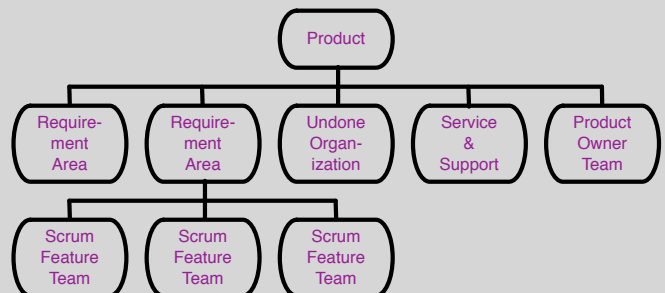 Product
Require-
ment
Area
Require-
ment
Area
Undone
Organ-
ization
Service
&
Support
Product
Owner
Team
Scrum
Feature
Team
Scrum
Feature
Team
Scrum
Feature
Team